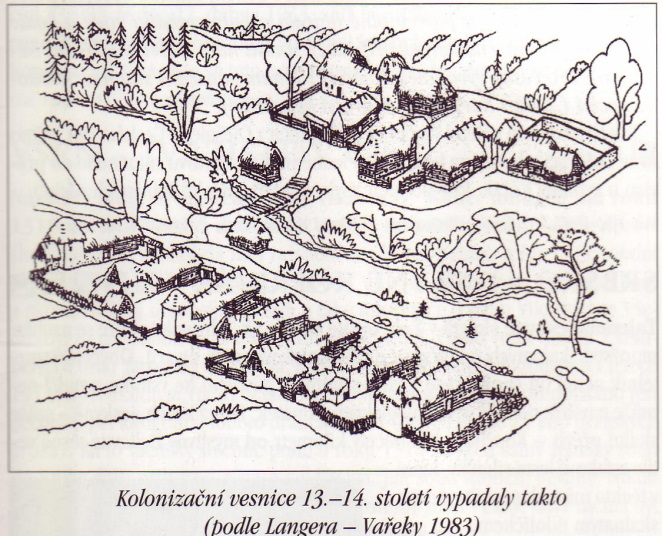 Kolonizační vesnice 13.–14. století vypadaly takto
(podle Langera – Vařeky 1983)